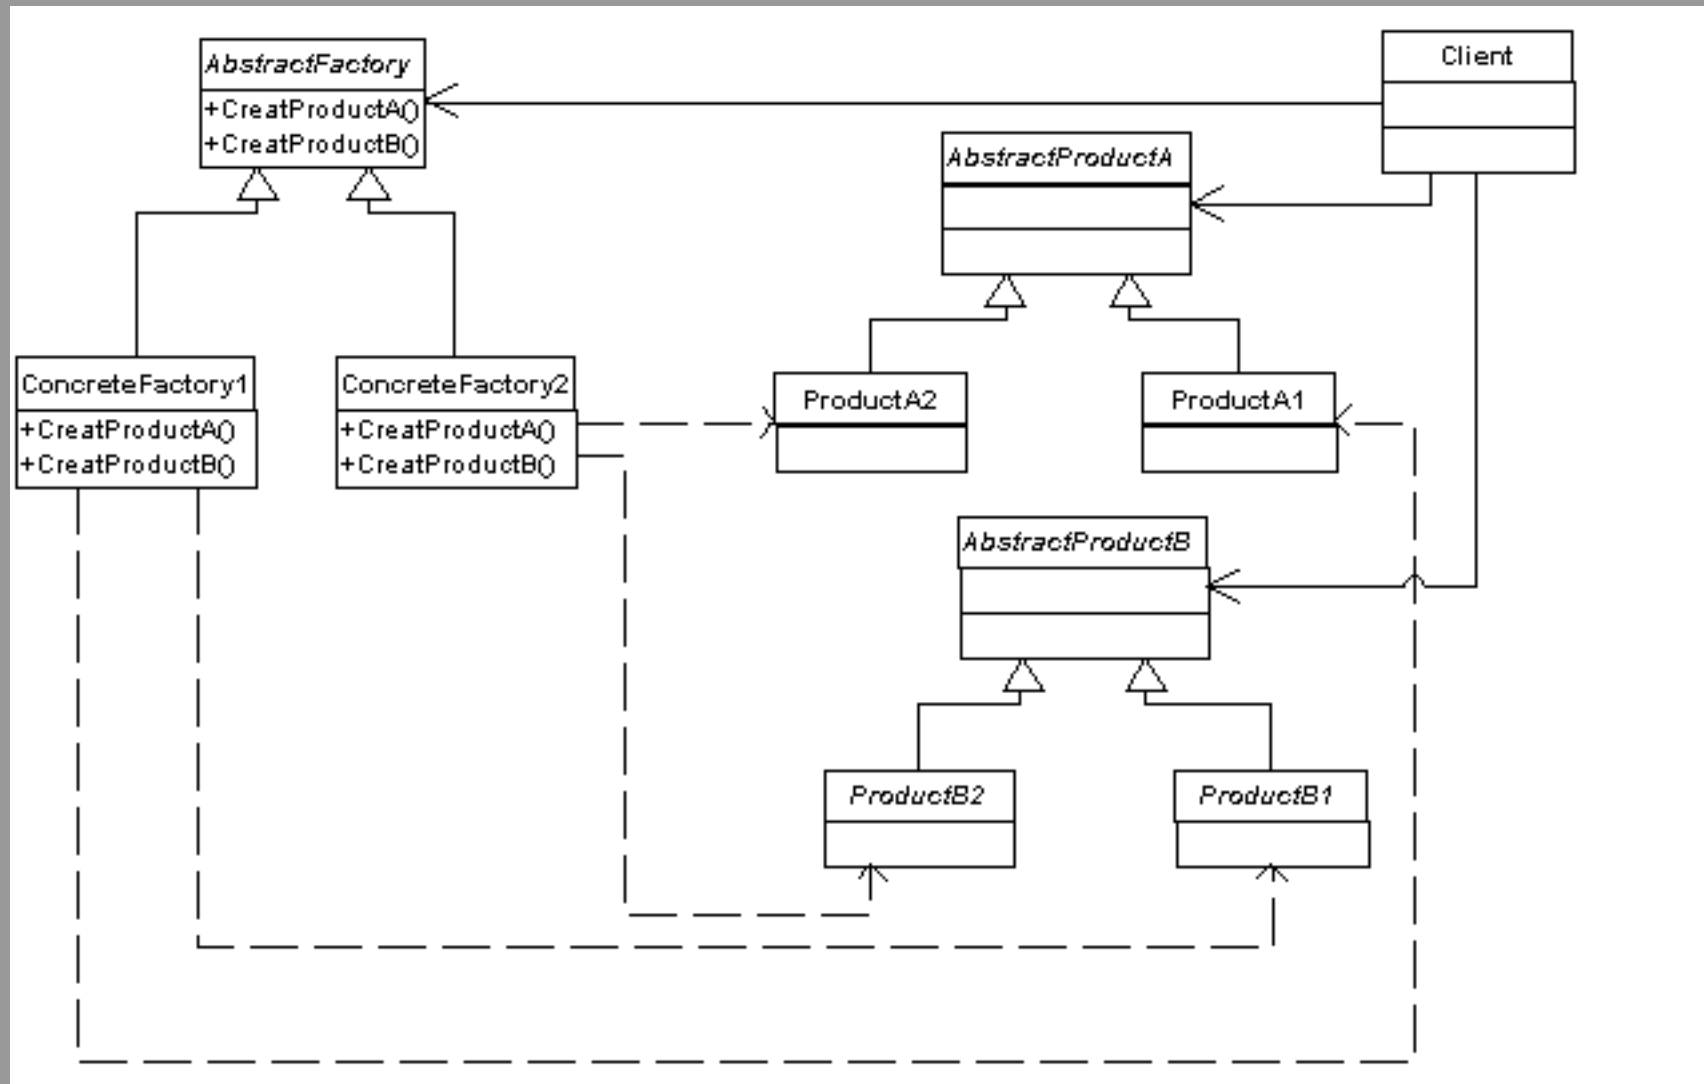 AbstractFactory
+CreatProductA()
+CreatProductB()
Client
AbstractProductA
ConcreteFactory1
+CreatProductA()
+CreatProductB()
ConcreteFactory2
+CreatProductA()
+CreatProductB()
ProductA2
ProductA1
AbstractProductB
ProductB2
ProductB1